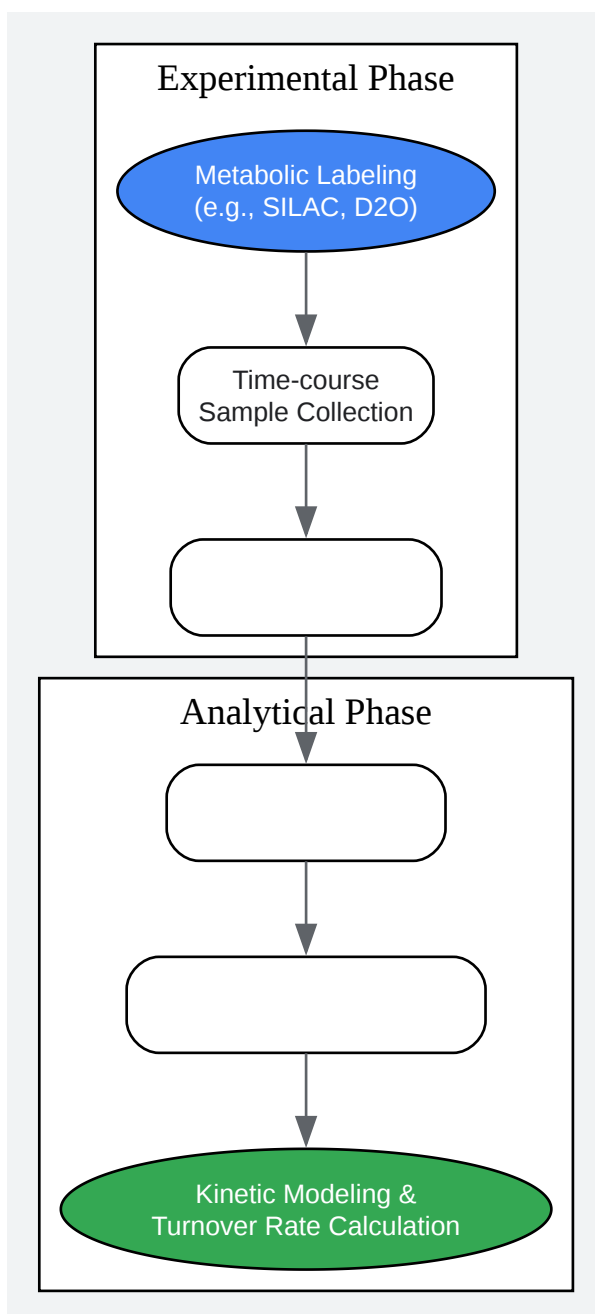 Experimental Phase
Metabolic Labeling
(e.g., SILAC, D2O)
Time-course
Sample Collection
Analytical Phase
Kinetic Modeling &
Turnover Rate Calculation